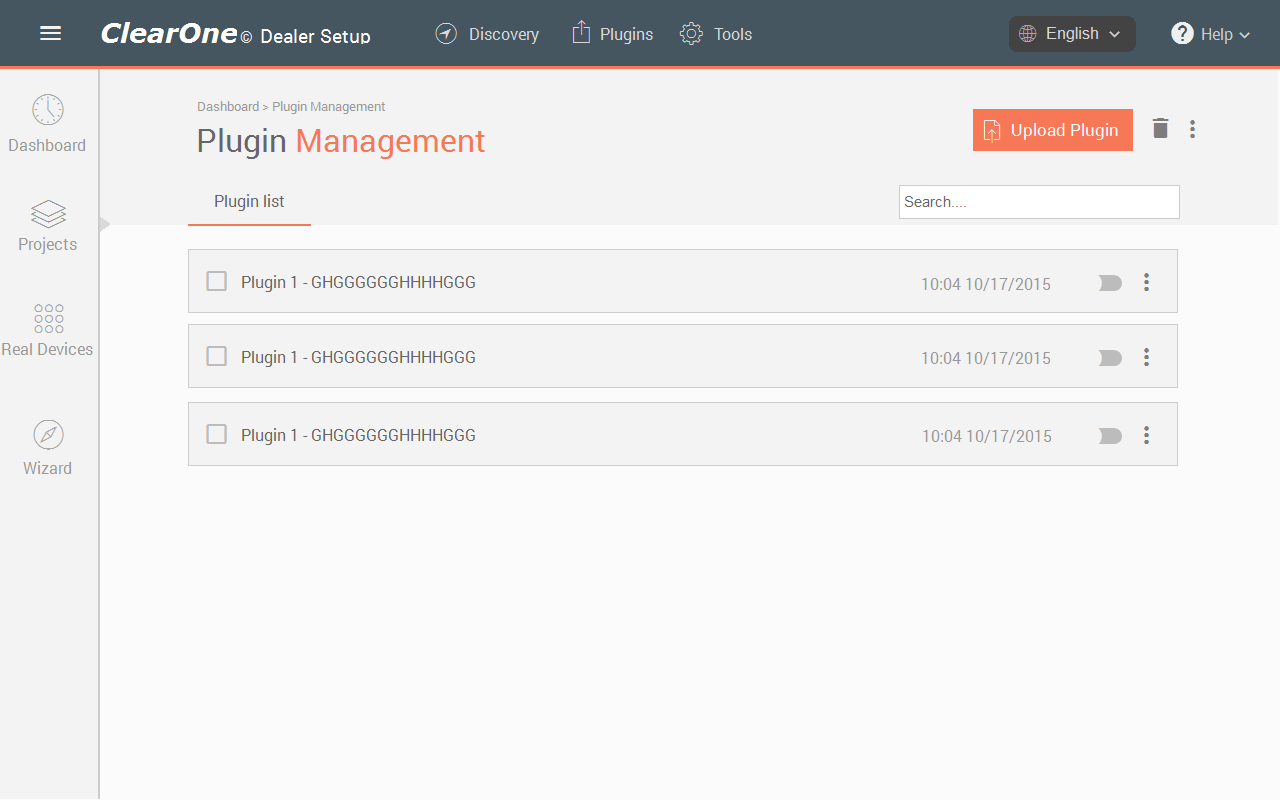 ClearOne© Dealer Setup
Discovery
Plugins
Tools
English
? Help
Dashboard
Projects
Real Devices
Wizard
Dashboard > Plugin Management
Plugin Management
Upload Plugin
Plugin list
Search....
Plugin 1 - GHGGGGGGHHHHGGG 10:04 10/17/2015
Plugin 1 - GHGGGGGGHHHHGGG 10:04 10/17/2015
Plugin 1 - GHGGGGGGHHHHGGG 10:04 10/17/2015